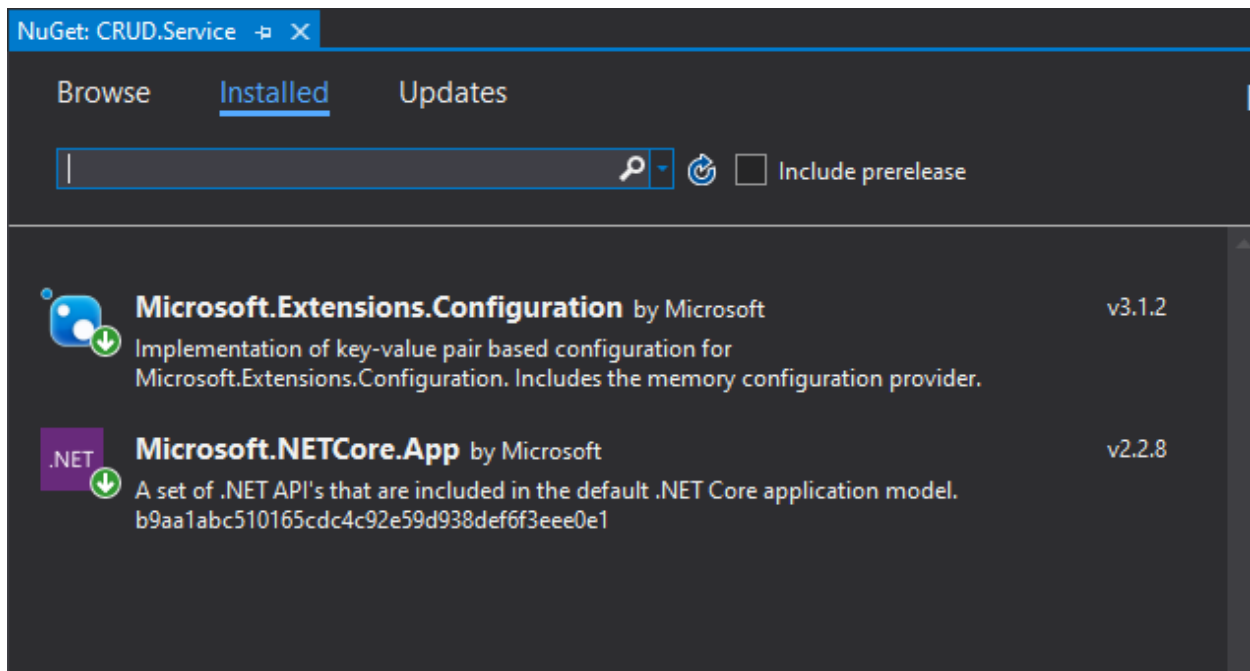 NuGet: CRUD.Service
Browse Installed Updates
Include prerelease
Microsoft.Extensions.Configuration by Microsoft v3.1.2
Implementation of key-value pair based configuration for
Microsoft.Extensions.Configuration. Includes the memory configuration provider.
.NET Microsoft.NETCore.App by Microsoft v2.2.8
A set of .NET API's that are included in the default .NET Core application model.
b9aa1abc510165cdc4c92e59d938def6f3eee0e1